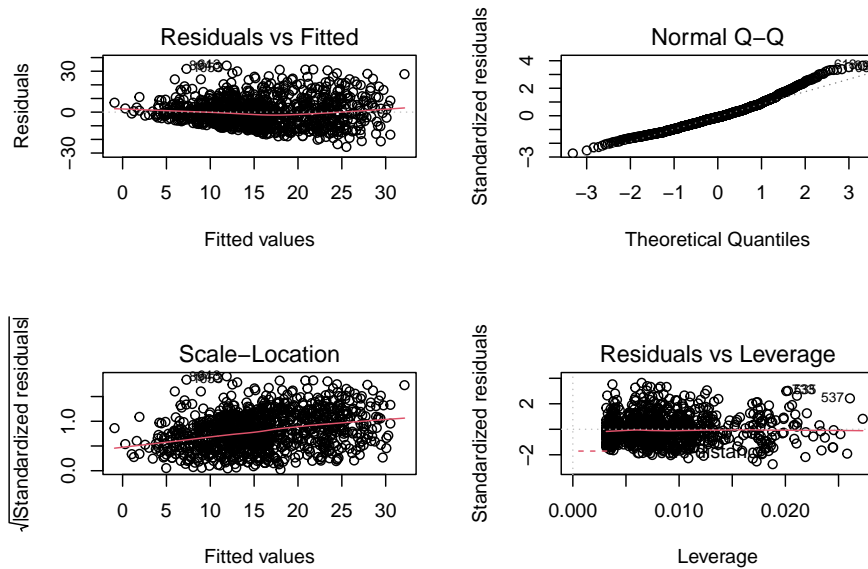 Residuals vs Fitted
Residuals
30
0
−30
0 5 10 15 20 25 30
Fitted values
Normal Q−Q
Standardized residuals
4
2
0
−3
−3 −2 −1 0 1 2 3
Theoretical Quantiles
Scale−Location
√|Standardized residuals|
1.0
0.0
0 5 10 15 20 25 30
Fitted values
Residuals vs Leverage
Standardized residuals
2
−2
537
0.000 0.010 0.020
Leverage